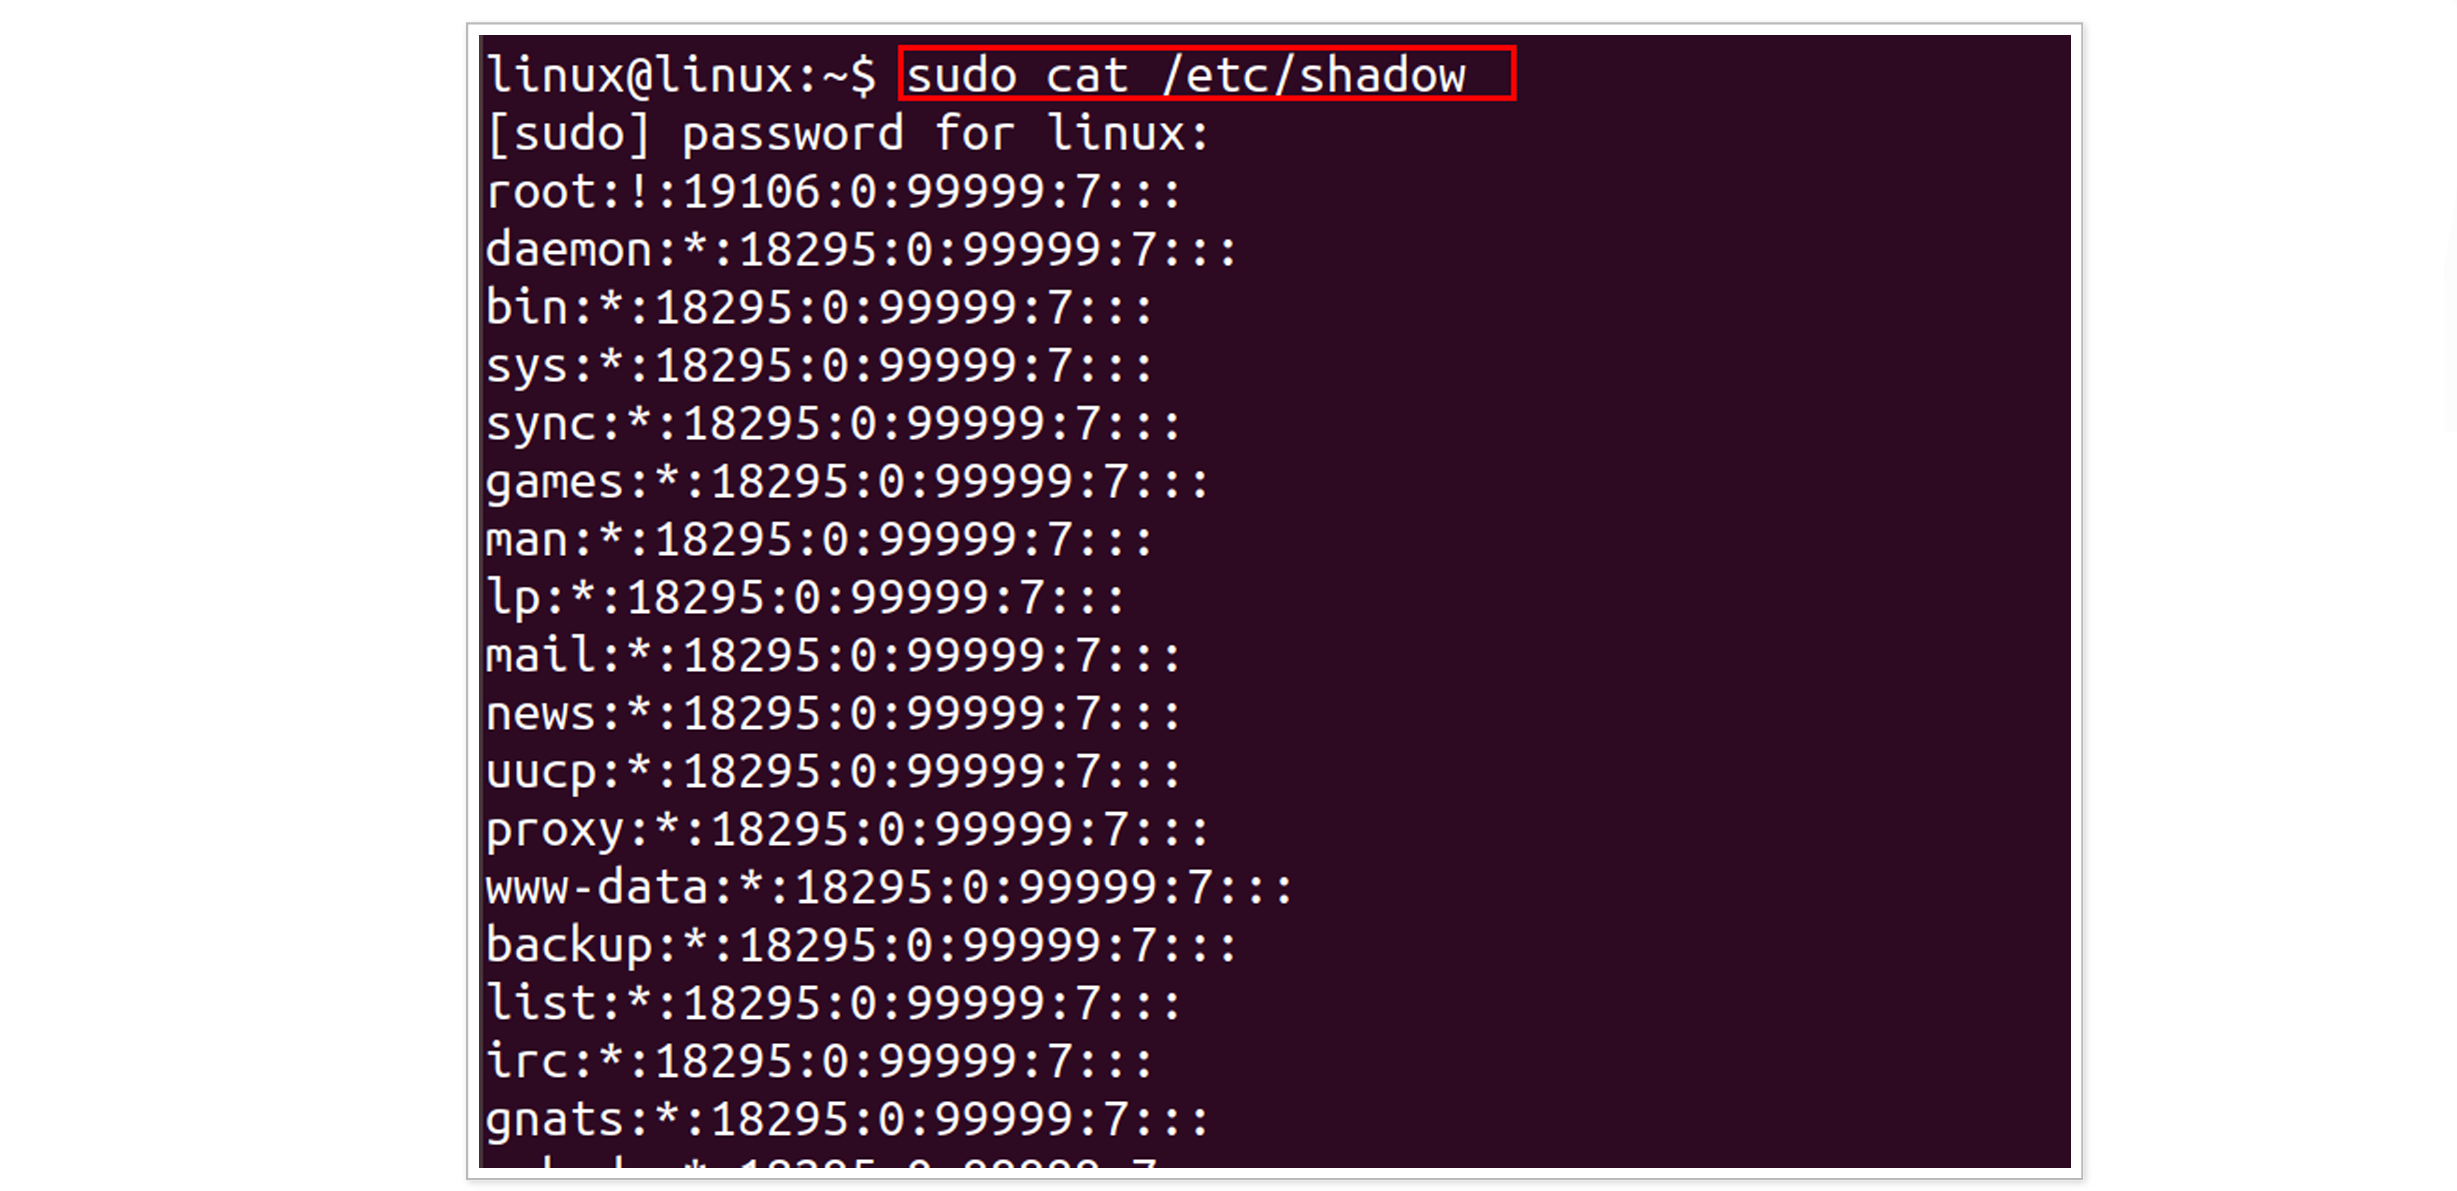 linux@linux:~$ sudo cat /etc/shadow
[sudo] password for linux:
root:!:19106:0:99999:7:::
daemon:*:18295:0:99999:7:::
bin:*:18295:0:99999:7:::
sys:*:18295:0:99999:7:::
sync:*:18295:0:99999:7:::
games:*:18295:0:99999:7:::
man:*:18295:0:99999:7:::
lp:*:18295:0:99999:7:::
mail:*:18295:0:99999:7:::
news:*:18295:0:99999:7:::
uucp:*:18295:0:99999:7:::
proxy:*:18295:0:99999:7:::
www-data:*:18295:0:99999:7:::
backup:*:18295:0:99999:7:::
list:*:18295:0:99999:7:::
irc:*:18295:0:99999:7:::
gnats:*:18295:0:99999:7:::